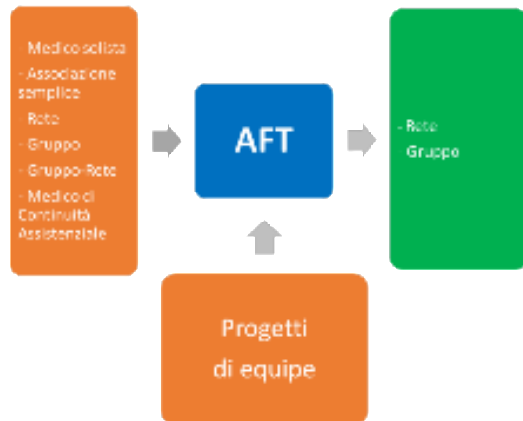 - Medico solista
- Associazione
semplice
- Rete
- Gruppo
- Gruppo-Rete
- Medico di
Continuità
Assistenziale
AFT
- Rete
Gruppo
Progetti
di equipe